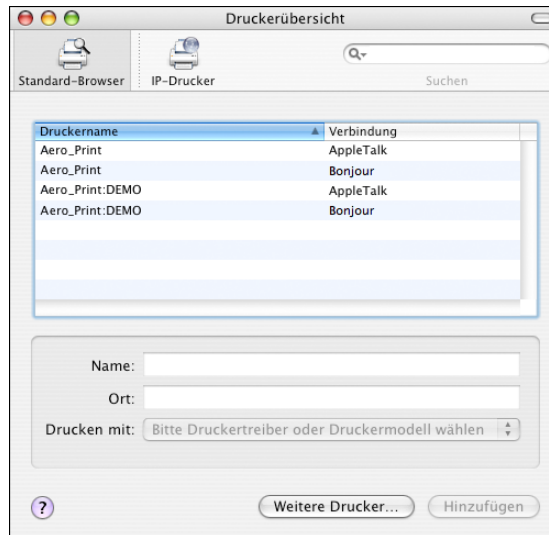 Druckerübersicht
Standard-Browser
IP-Drucker
Suchen
Druckername Verbindung
Aero_Print AppleTalk
Aero_Print Bonjour
Aero_Print:DEMO AppleTalk
Aero_Print:DEMO Bonjour
Name:
Ort:
Drucken mit: Bitte Druckertreiber oder Druckermodell wählen
? Weitere Drucker... Hinzufügen